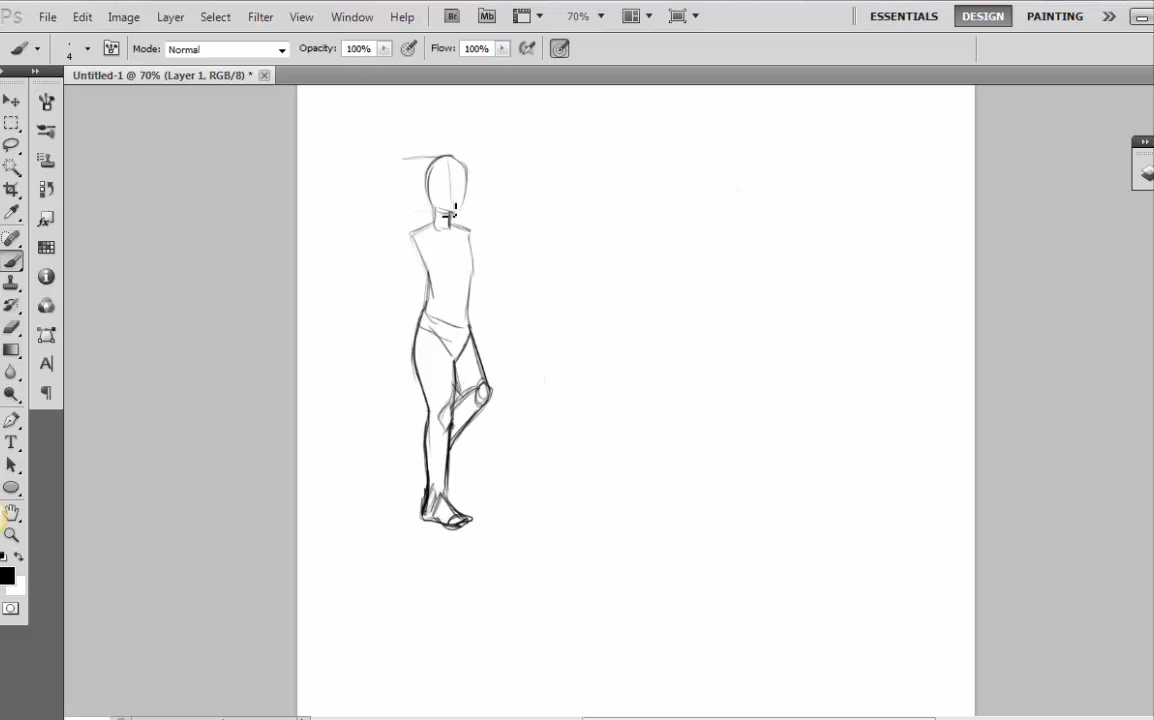 Ps File Edit Image Layer Select Filter View Window Help Br Mb 70% ESSENTIALS DESIGN PAINTING
4 Mode: Normal Opacity: 100% Flow: 100%
Untitled-1 @ 70% (Layer 1, RGB/8) *
A
T